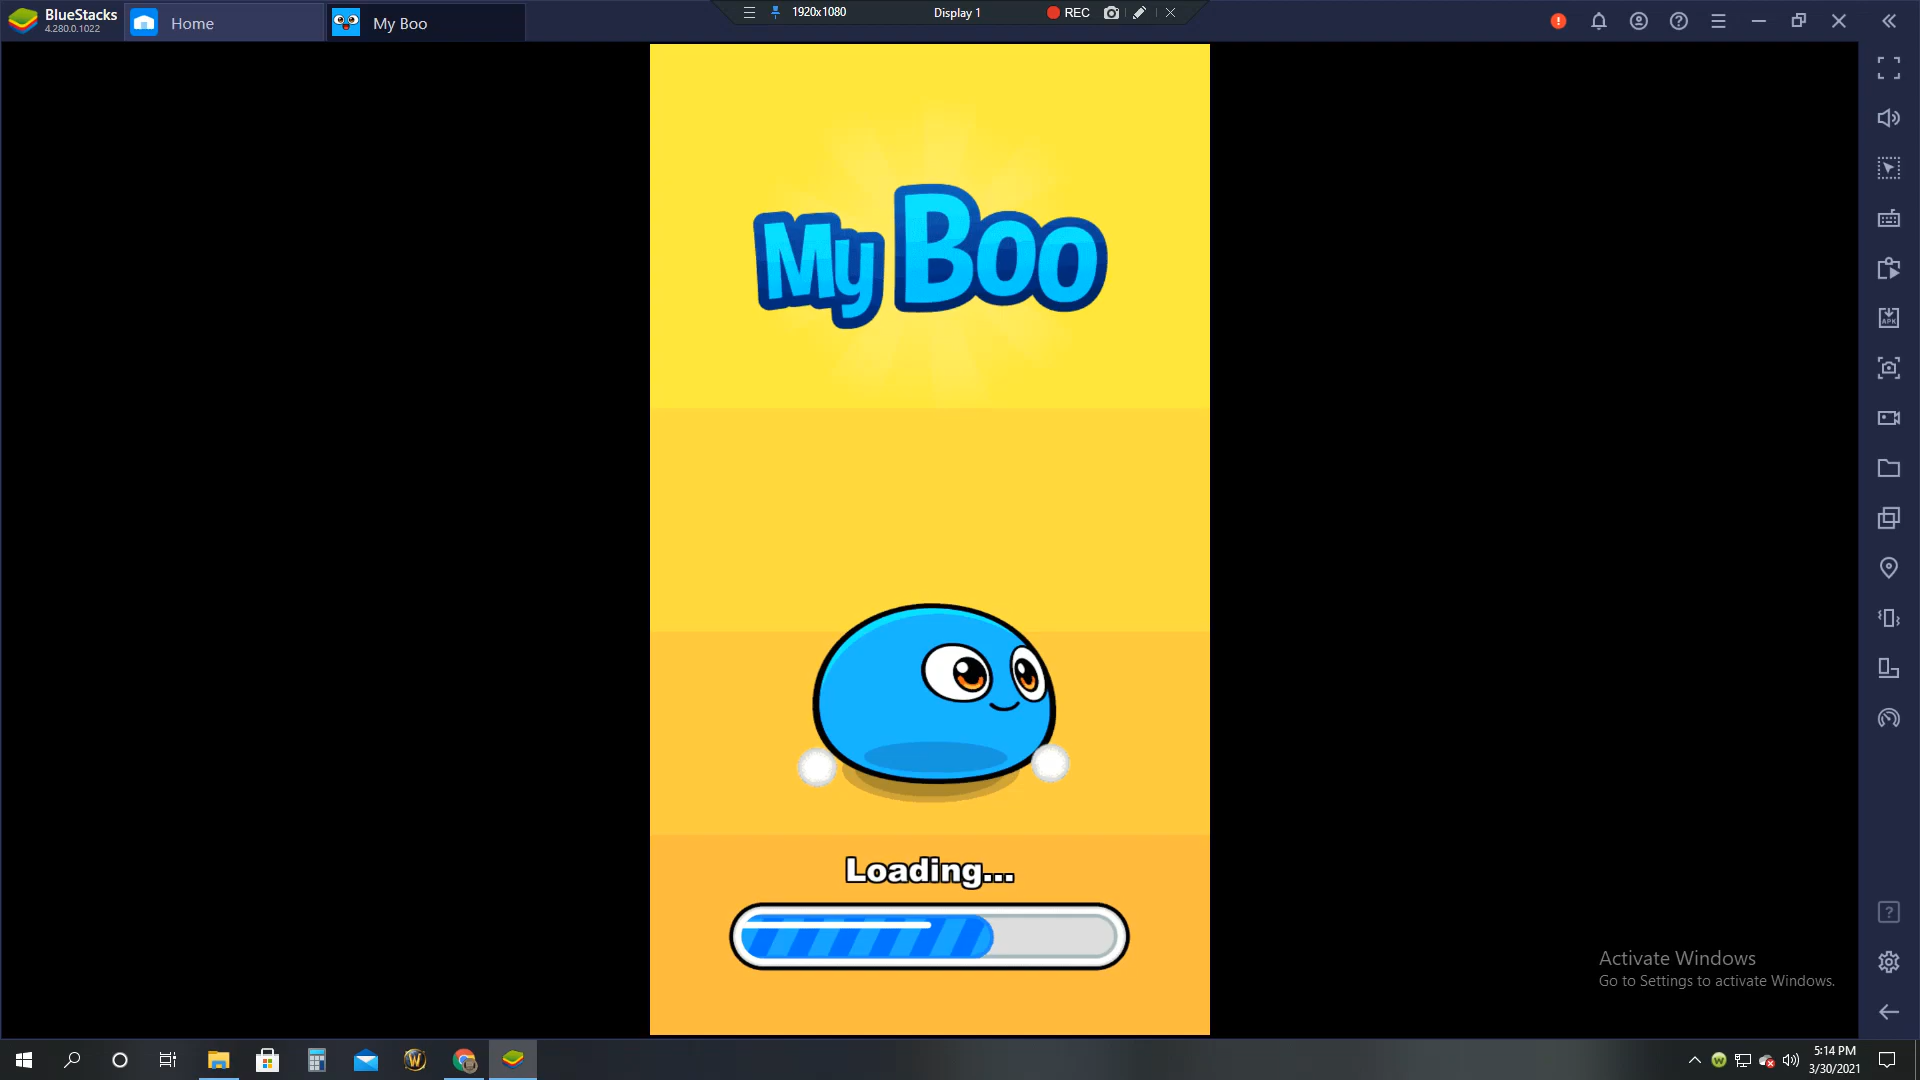 BlueStacks
4.280.0.1022
Home
My Boo
1920x1080
Display 1
REC
My Boo
APK
Loading...
Activate Windows
Go to Settings to activate Windows.
5:14 PM
3/30/2021